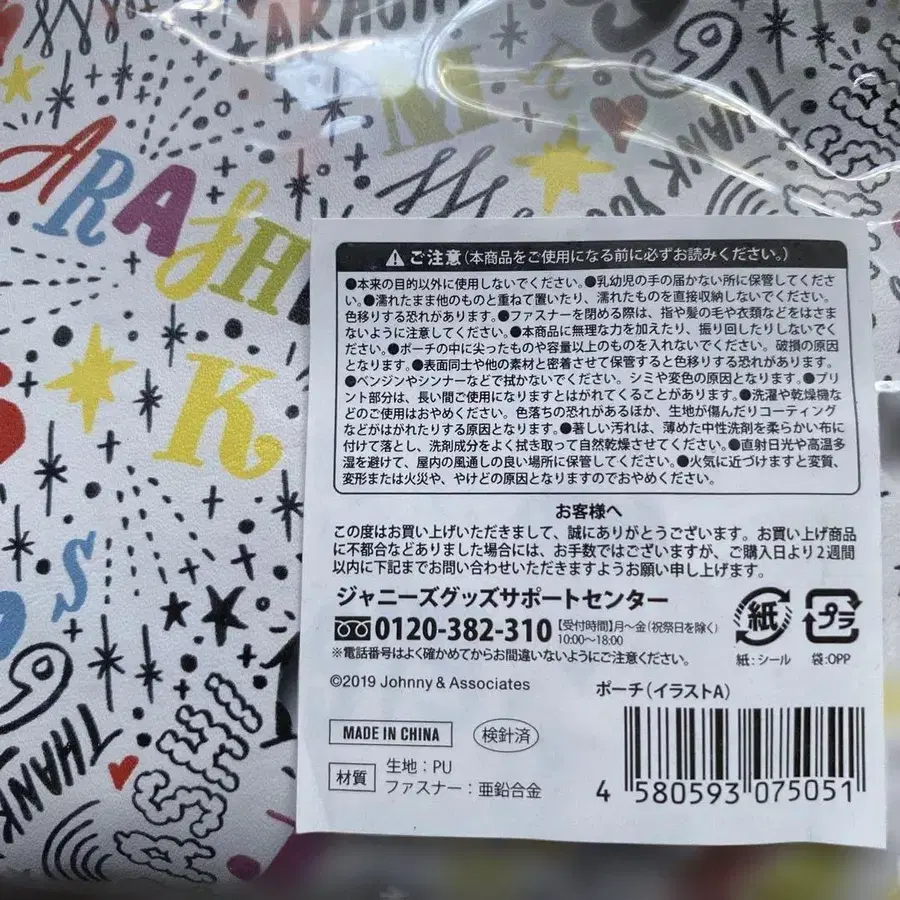 ARASHI
M
K
THANK YOU
ARASHI
K
S
S
9
THANK
ARASHI
⚠ご注意(本商品をご使用になる前に必ずお読みください。)
●本来の目的以外に使用しないでください。●乳幼児の手の届かない所に保管してくださ
い。●濡れたまま他のものと重ねて置いたり、濡れたものを直接収納しないでください。
色移りする恐れがあります。●ファスナーを閉める際は、指や髪の毛や衣類などをはさま
ないように注意してください。●本商品に無理な力を加えたり、振り回したりしないでく
ださい。●ポーチの中に尖ったものや容量以上のものを入れないでください。破損の原因
となります。●表面同士や他の素材と密着させて保管すると色移りする恐れがあります。
●ベンジンやシンナーなどで拭かないでください。シミや変色の原因となります。●プリ
ント部分は、長い間ご使用になりますとはがれてくることがあります。●洗濯や乾燥機な
どのご使用はおやめください。色落ちの恐れがあるほか、生地が傷んだりコーティング
などがはがれたりする原因となります。●著しい汚れは、薄めた中性洗剤を柔らかい布に
付けて落とし、洗剤成分をよく拭き取って自然乾燥させてください。●直射日光や高温多
湿を避けて、屋内の風通しの良い場所に保管してください。●火気に近づけますと変質、
変形または火災や、やけどの原因となりますのでおやめください。
お客様へ
この度はお買い上げいただきまして、誠にありがとうございます。お買い上げ商品
に不都合などありました場合には、お手数ではございますが、ご購入日より2週間
以内に下記までお問い合わせいただきますようお願い申し上げます。
ジャニーズグッズサポートセンター
0120-382-310 【受付時間】月〜金(祝祭日を除く)
10:00〜18:00
※電話番号はよく確かめてからお間違いないようにご注意ください。
紙 プラ
紙:シール 袋:OPP
©2019 Johnny & Associates
ポーチ(イラストA)
MADE IN CHINA 検針済
材質 生地:PU
ファスナー:亜鉛合金
4 580593 075051